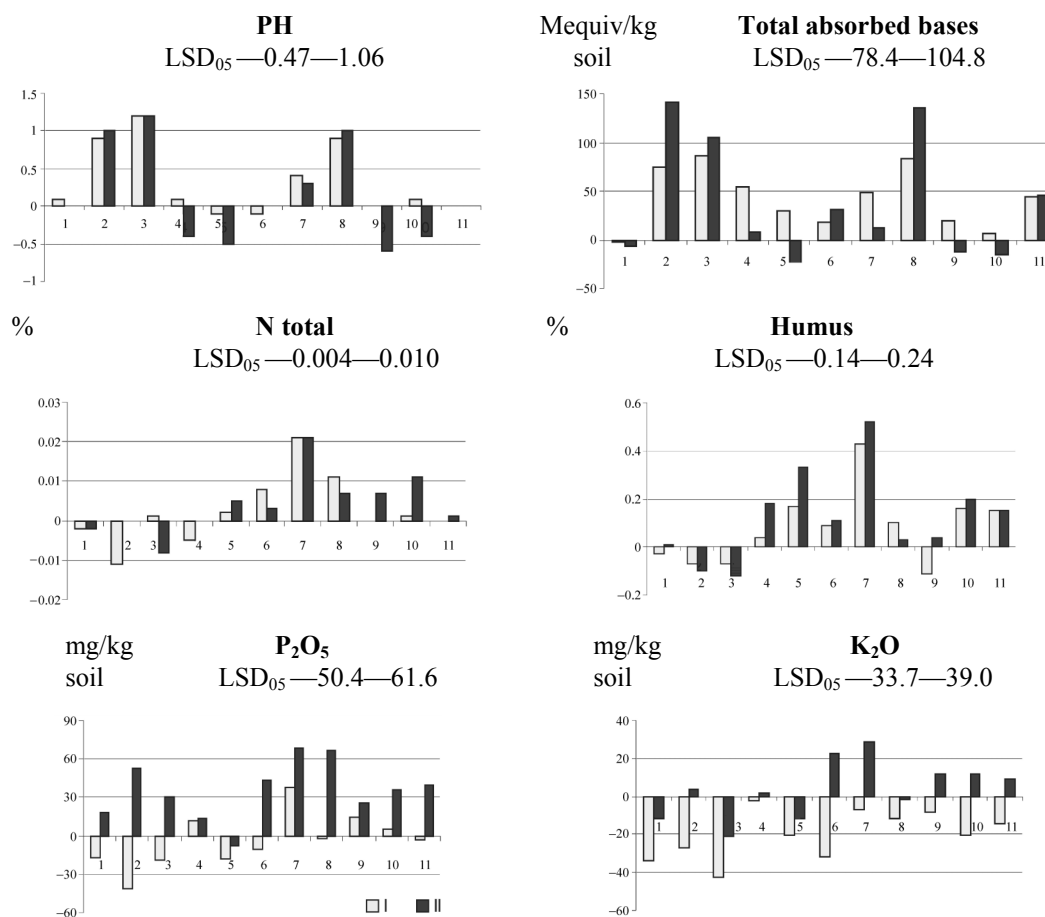 PH
LSD05 —0.47—1.06
1.5
1
0.5
0
−0.5
−1
1 2 3 4 5 6 7 8 9 10 11
Mequiv/kg
soil
Total absorbed bases
LSD05 —78.4—104.8
150
100
50
0
−50
1 2 3 4 5 6 7 8 9 10 11
%
N total
LSD05 —0.004—0.010
0.03
0.02
0.01
0
−0.01
−0.02
1 2 3 4 5 6 7 8 9 10 11
%
Humus
LSD05 —0.14—0.24
0.6
0.4
0.2
0
−0.2
1 2 3 4 5 6 7 8 9 10 11
mg/kg
soil
P2O5
LSD05 —50.4—61.6
90
60
30
0
−30
−60
1 2 3 4 5 6 7 8 9 10 11
I II
mg/kg
soil
K2O
LSD05 —33.7—39.0
40
20
0
−20
−40
−60
1 2 3 4 5 6 7 8 9 10 11